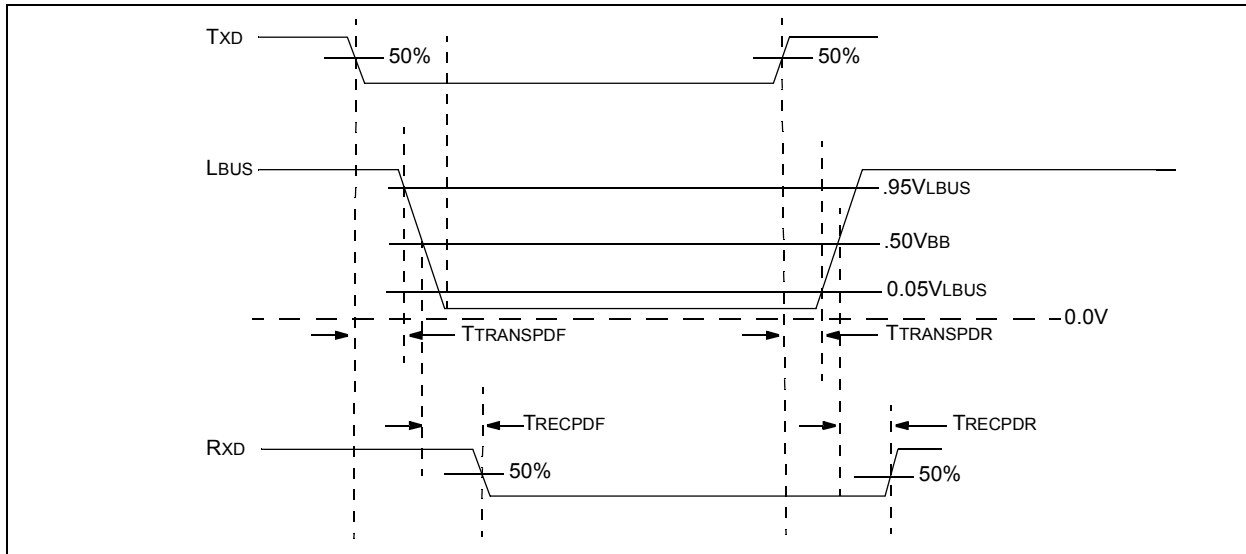 TXD
50%
50%
LBUS
.95VLBUS
.50VBB
0.05VLBUS
0.0V
TTRANSPDF
TTRANSPDR
TRECPDF
TRECPDR
RXD
50%
50%